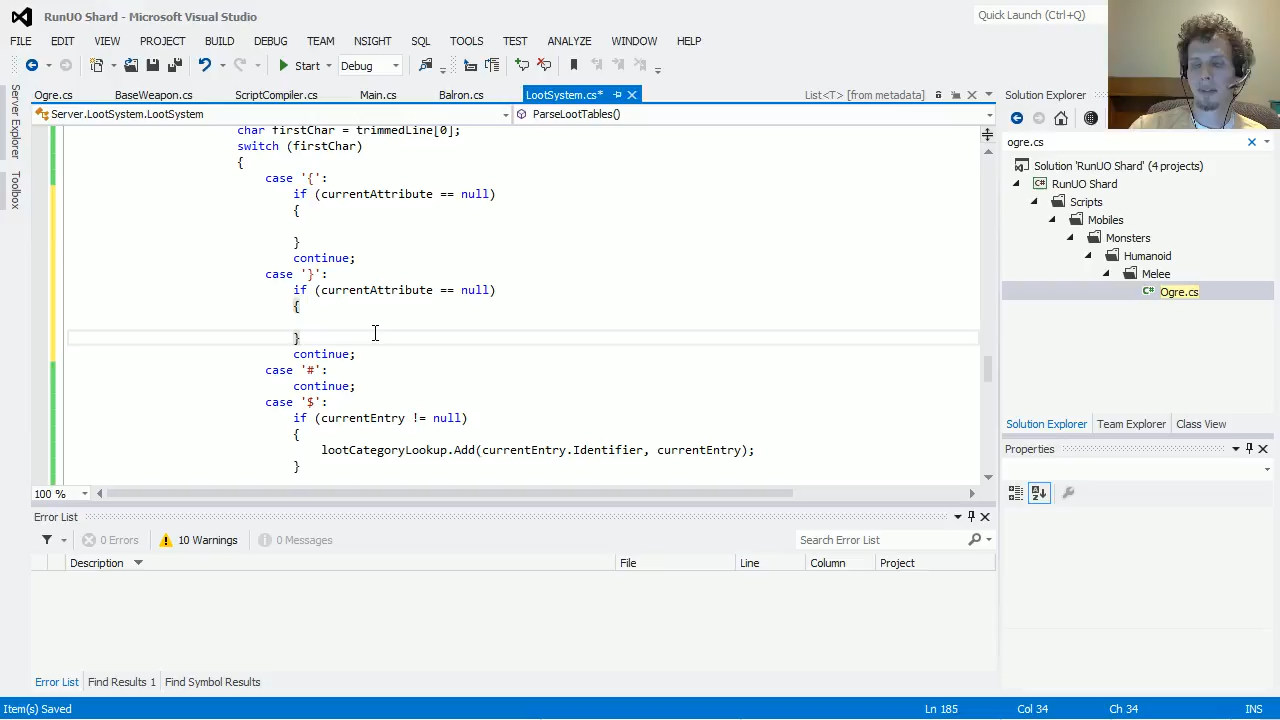 RunUO Shard - Microsoft Visual Studio
Quick Launch (Ctrl+Q)
FILE EDIT VIEW PROJECT BUILD DEBUG TEAM NSIGHT SQL TOOLS TEST ANALYZE WINDOW HELP
Start Debug
Ogre.cs BaseWeapon.cs ScriptCompiler.cs Main.cs Balron.cs LootSystem.cs* List<T> [from metadata]
Server.LootSystem.LootSystem ParseLootTables()
Server Explorer
Toolbox
char firstChar = trimmedLine[0];
switch (firstChar)
{
case '{':
if (currentAttribute == null)
{
}
continue;
case '}':
if (currentAttribute == null)
{
}
continue;
case '#':
continue;
case '$':
if (currentEntry != null)
{
lootCategoryLookup.Add(currentEntry.Identifier, currentEntry);
}
100 %
Solution Explorer
ogre.cs
Solution 'RunUO Shard' (4 projects)
RunUO Shard
Scripts
Mobiles
Monsters
Humanoid
Melee
Ogre.cs
Solution Explorer Team Explorer Class View
Properties
Error List
0 Errors 10 Warnings 0 Messages Search Error List
Description File Line Column Project
Error List Find Results 1 Find Symbol Results
Item(s) Saved Ln 185 Col 34 Ch 34 INS